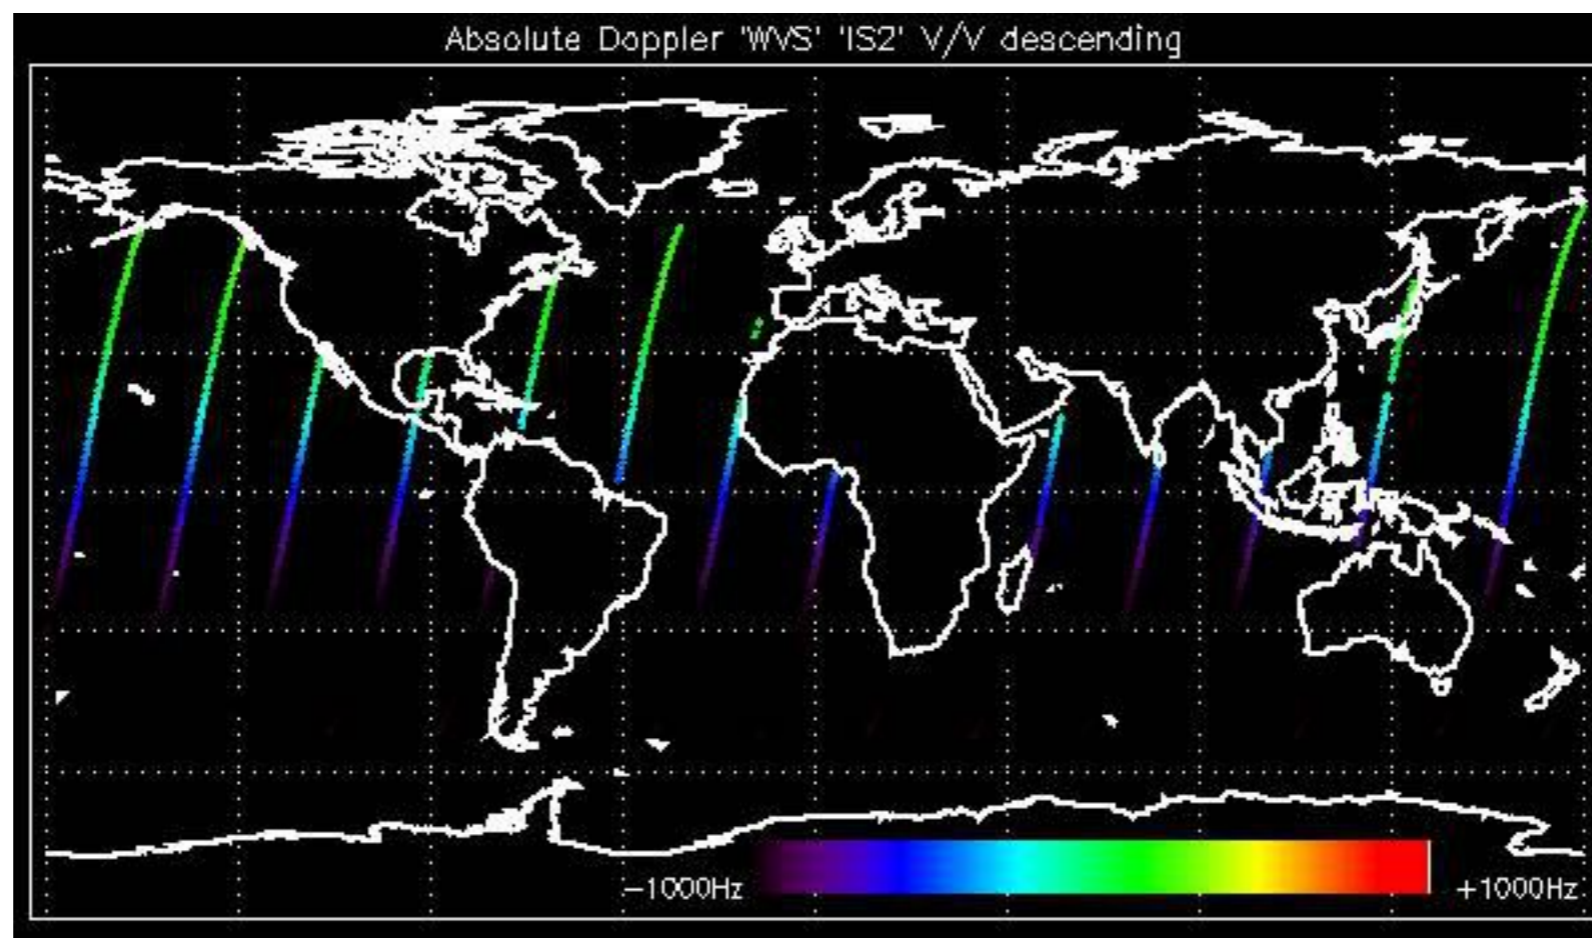 Absolute Doppler 'WVS' 'IS2' V/V descending
-1000Hz +1000Hz